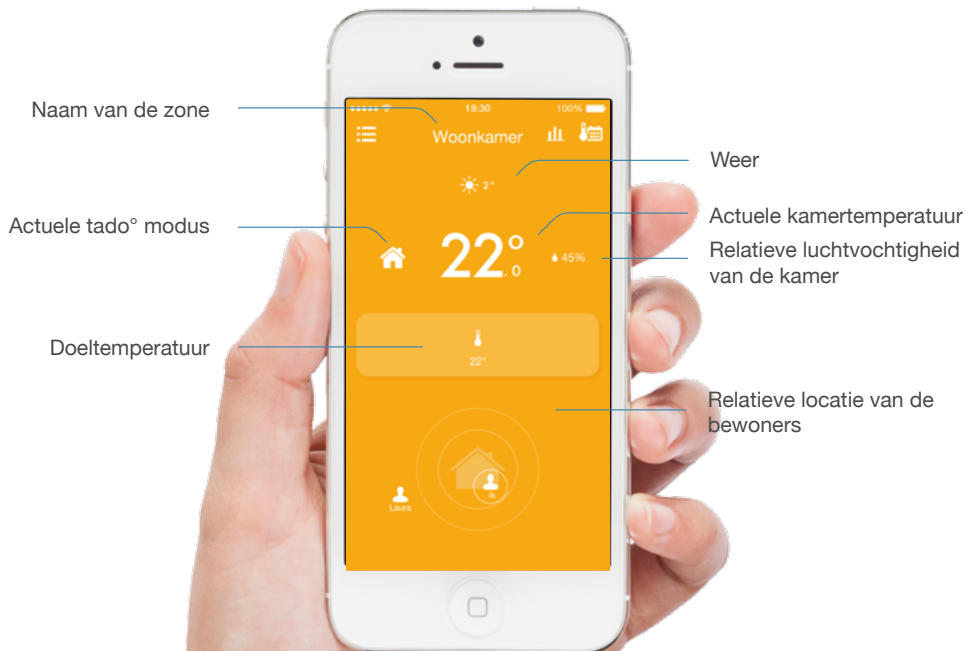 Naam van de zone
18:30
100%
Woonkamer
2°
Weer
Actuele tado° modus
22°.0
Actuele kamertemperatuur
45%
Relatieve luchtvochtigheid
van de kamer
Doeltemperatuur
22°
Relatieve locatie van de
bewoners
Ik
Laura